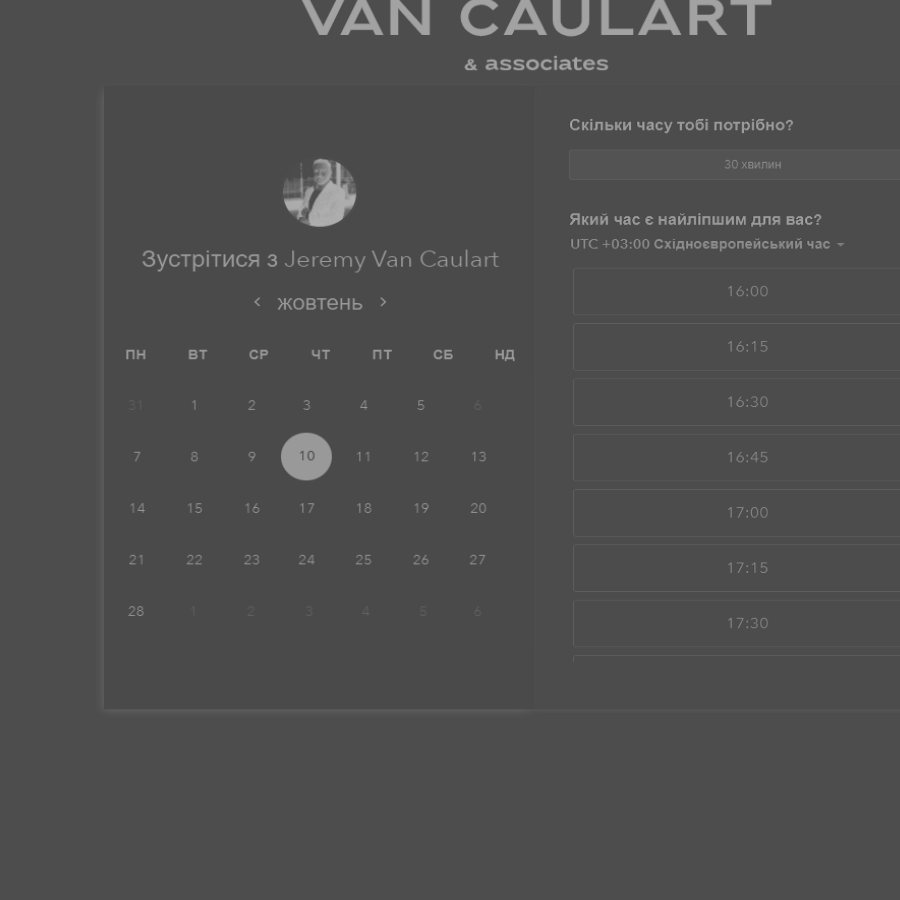 VAN CAULART
& associates
Зустрітися з Jeremy Van Caulart
< жовтень >
ПН ВТ СР ЧТ ПТ СБ НД
31 1 2 3 4 5 6
7 8 9 10 11 12 13
14 15 16 17 18 19 20
21 22 23 24 25 26 27
28 1 2 3 4 5 6
Скільки часу тобі потрібно?
30 хвилин
Який час є найліпшим для вас?
UTC +03:00 Східноєвропейський час
16:00
16:15
16:30
16:45
17:00
17:15
17:30